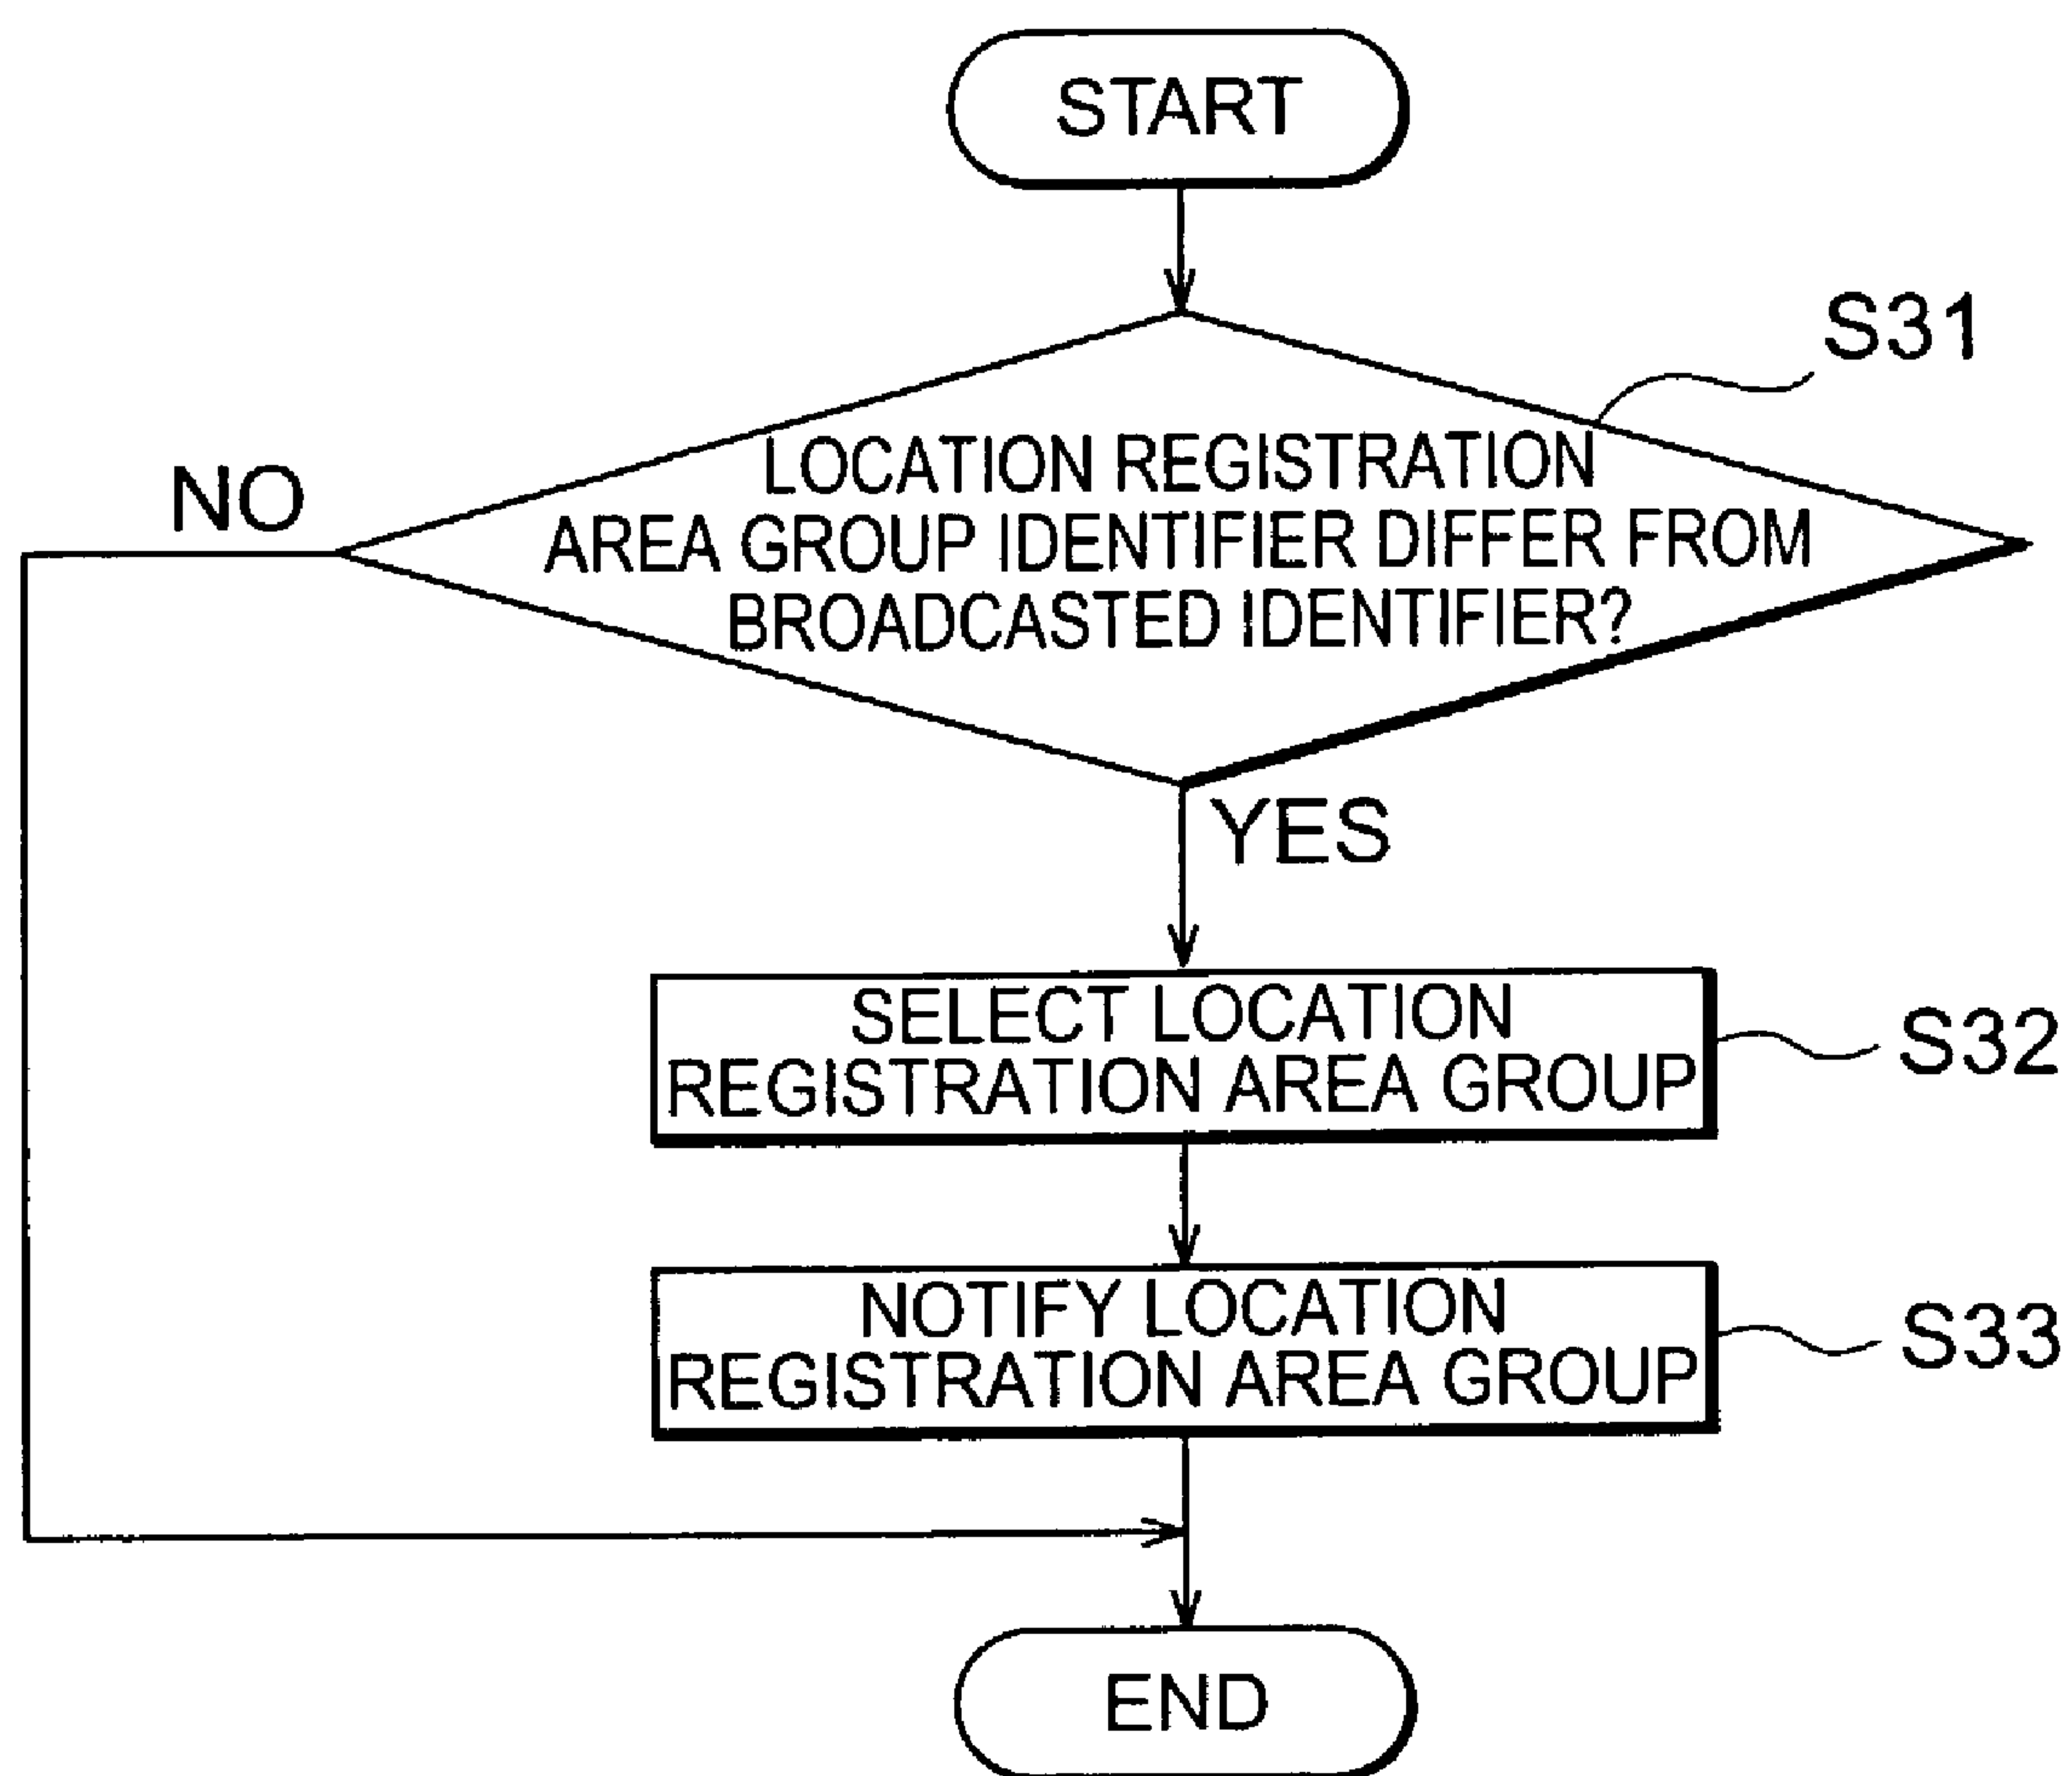 START
S31
LOCATION REGISTRATION
NO
AREA GROUP IDENTIFIER DIFFER FROM
BROADCASTED IDENTIFIER?
YES
SELECT LOCATION
REGISTRATION AREA GROUP
S32
NOTIFY LOCATION
REGISTRATION AREA GROUP
S33
END